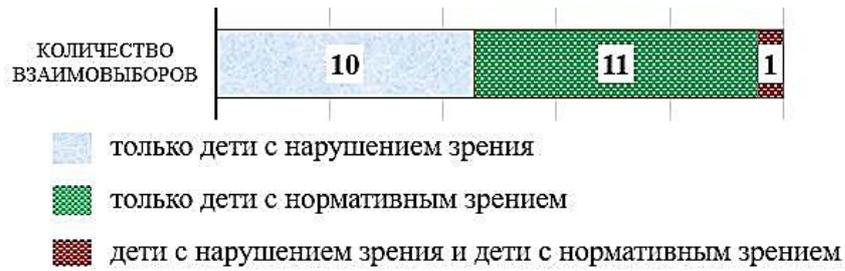 КОЛИЧЕСТВО
ВЗАИМОВЫБОРОВ
10
11
1
только дети с нарушением зрения
только дети с нормативным зрением
дети с нарушением зрения и дети с нормативным зрением